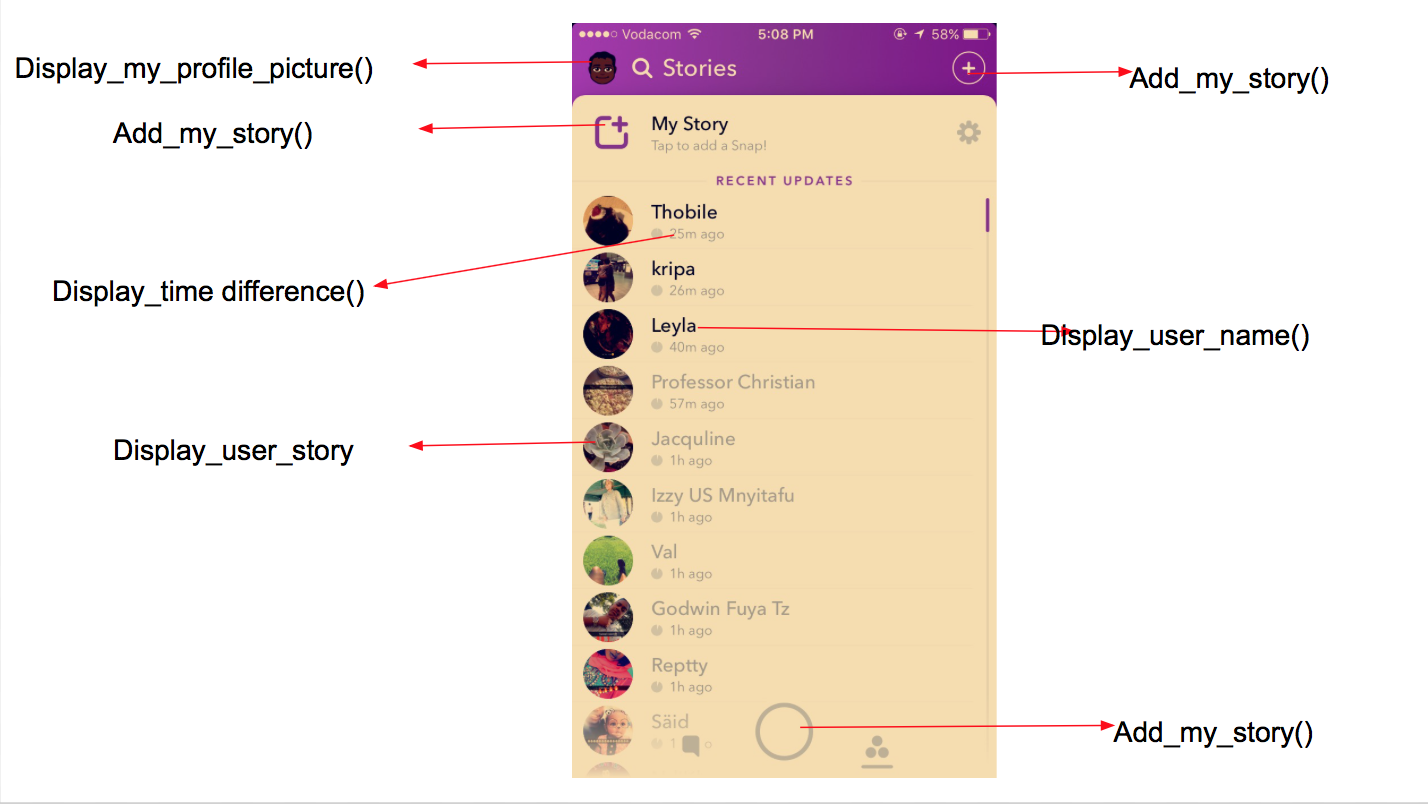 Vodacom 5:08 PM 58%
Display_my_profile_picture()
Stories
Add_my_story()
Add_my_story()
My Story
Tap to add a Snap!
RECENT UPDATES
Thobile
25m ago
kripa
26m ago
Display_time difference()
Leyla
40m ago
Display_user_name()
Professor Christian
57m ago
Jacquline
1h ago
Display_user_story
Izzy US Mnyitafu
1h ago
Val
1h ago
Godwin Fuya Tz
1h ago
Reptty
1h ago
Säid
Add_my_story()